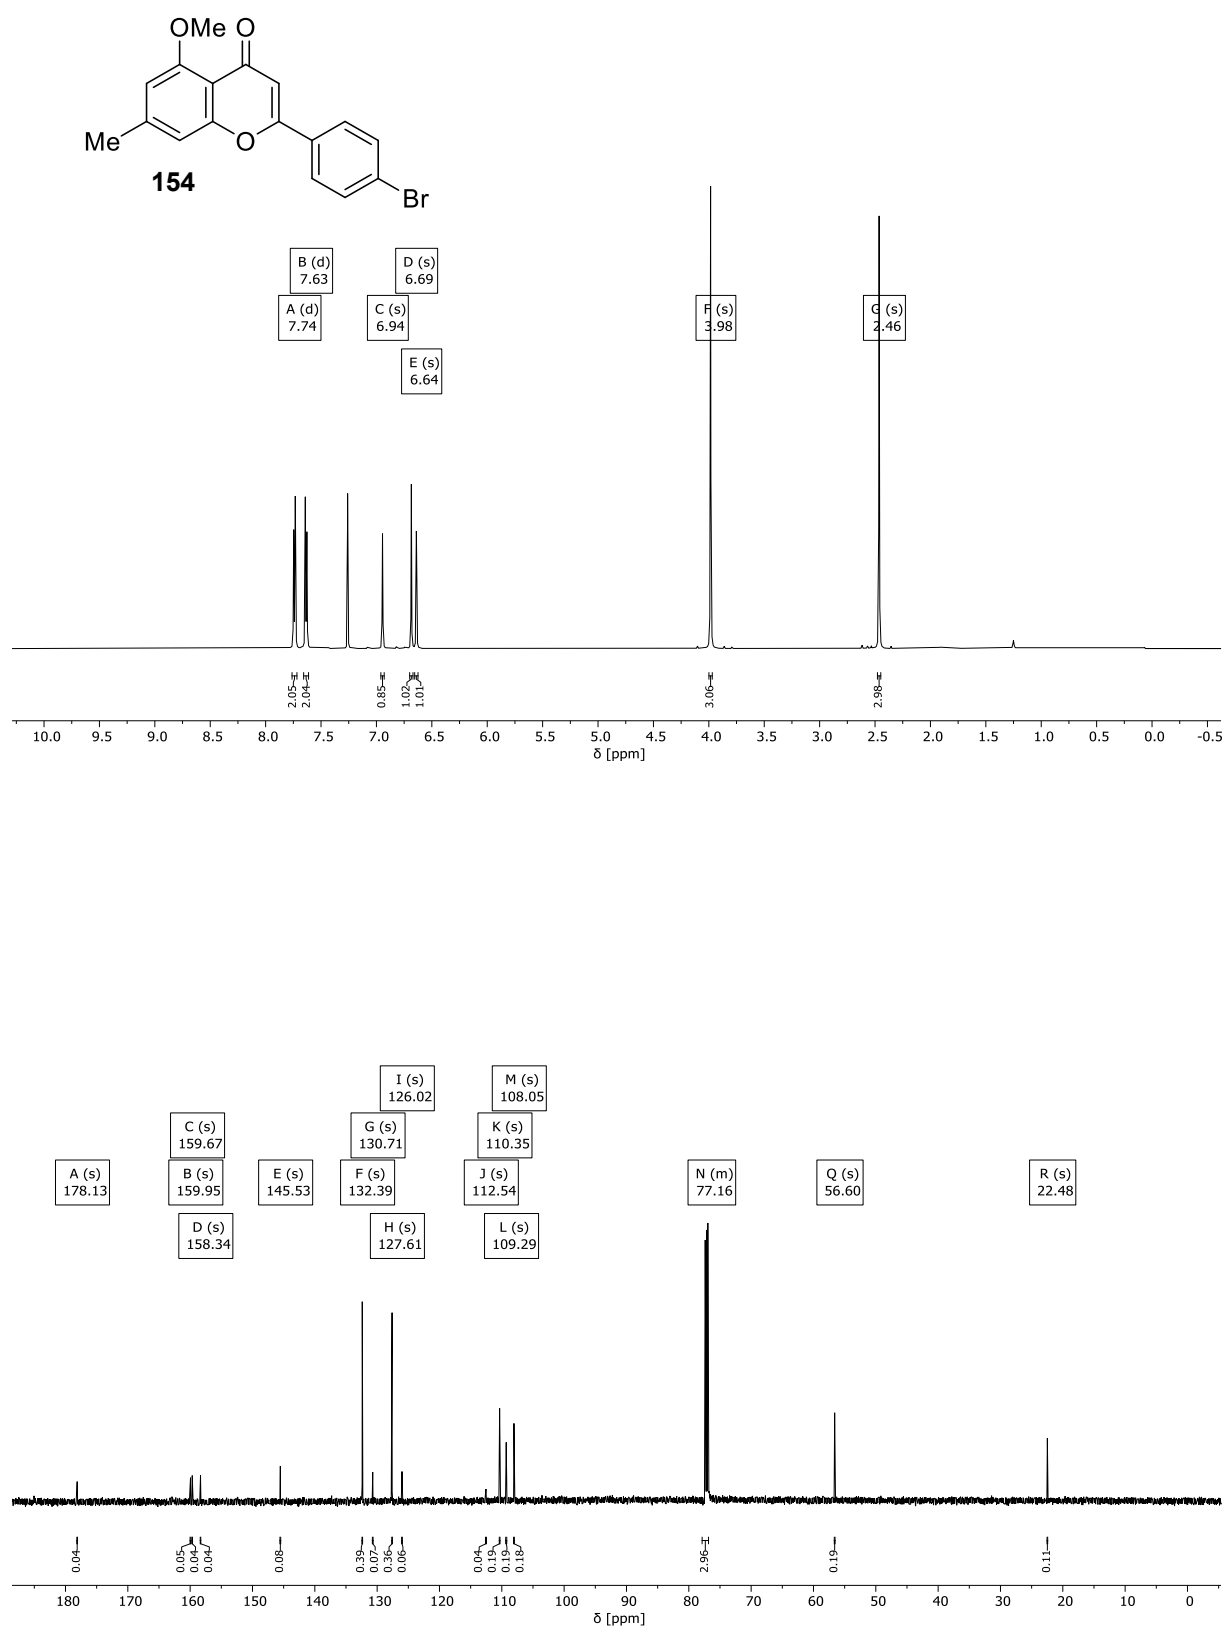 OMe O
Me
O
154
Br
B (d)
7.63
D (s)
6.69
A (d)
7.74
C (s)
6.94
F (s)
3.98
G (s)
2.46
E (s)
6.64
2.05
2.04
0.85
1.02
1.01
3.06
2.98
10.0 9.5 9.0 8.5 8.0 7.5 7.0 6.5 6.0 5.5 5.0 4.5 4.0 3.5 3.0 2.5 2.0 1.5 1.0 0.5 0.0 -0.5
δ [ppm]
I (s)
126.02
M (s)
108.05
C (s)
159.67
G (s)
130.71
K (s)
110.35
A (s)
178.13
B (s)
159.95
E (s)
145.53
F (s)
132.39
J (s)
112.54
N (m)
77.16
Q (s)
56.60
R (s)
22.48
D (s)
158.34
H (s)
127.61
L (s)
109.29
0.04
0.05
0.04
0.04
0.08
0.39
0.07
0.36
0.06
0.04
0.19
0.19
0.18
2.96
0.19
0.11
180 170 160 150 140 130 120 110 100 90 80 70 60 50 40 30 20 10 0
δ [ppm]